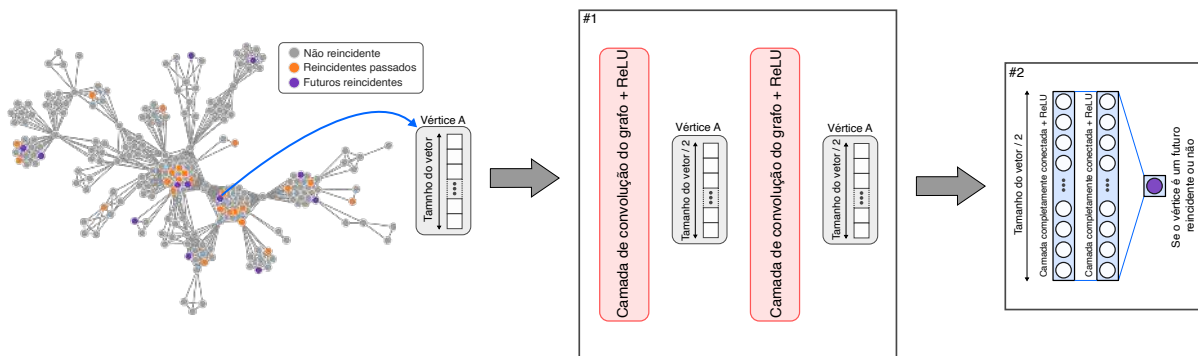 Não reincidente
Reincidentes passados
Futuros reincidentes
Vértice A
Tamnho do vetor
#1
Camada de convolução do grafo + ReLU
Vértice A
Tamanho do vetor / 2
Camada de convolução do grafo + ReLU
Vértice A
Tamanho do vetor / 2
#2
Tamanho do vetor / 2
Camada completamente conectada + ReLU
Camada completamente conectada + ReLU
Se o vértice é um futuro
reincidente ou não